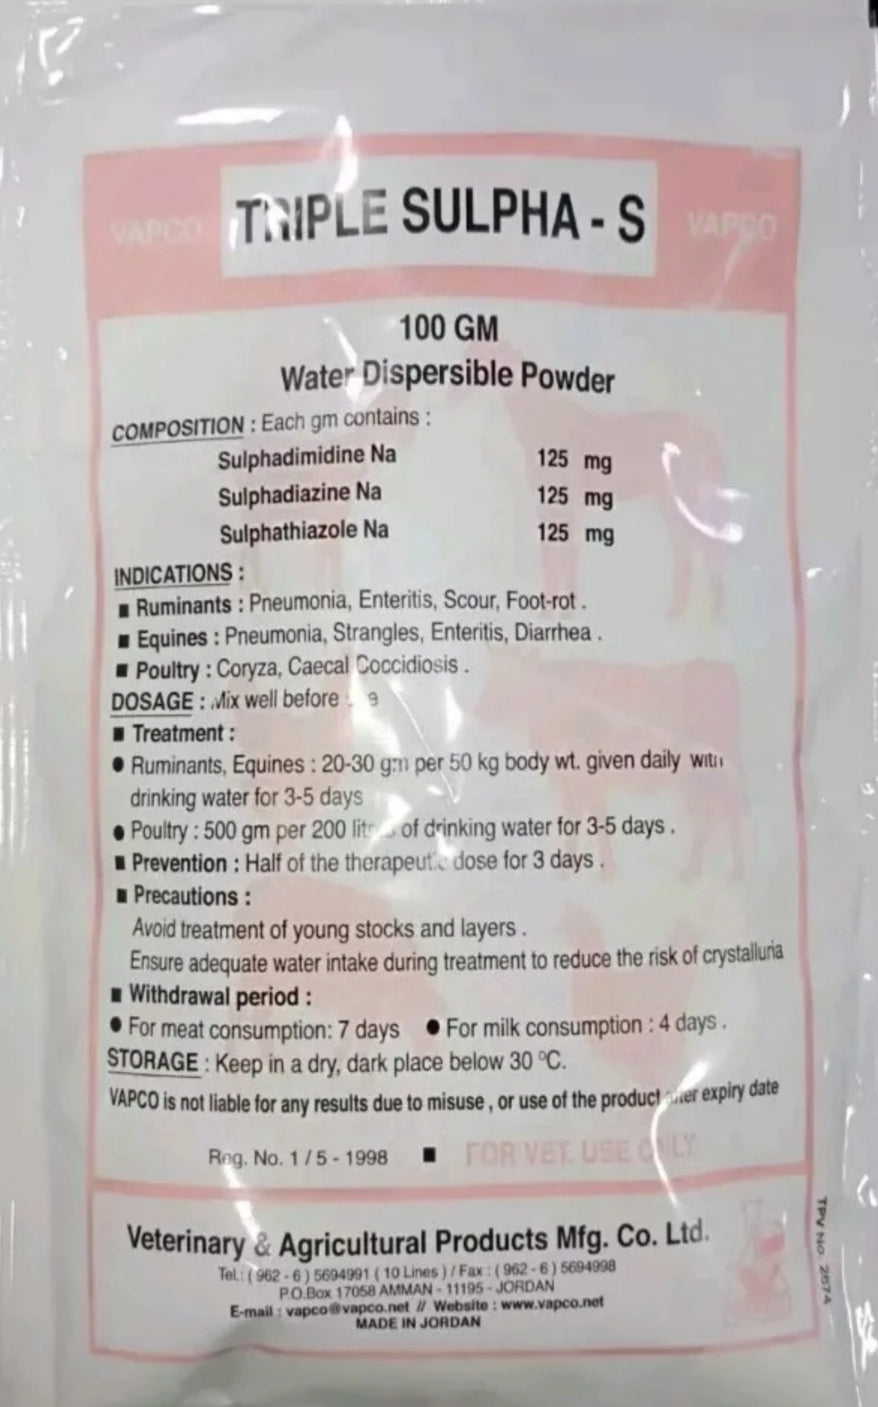 VAPCO TRIPLE SULPHA - S VAPCO
100 GM
Water Dispersible Powder
COMPOSITION : Each gm contains :
Sulphadimidine Na 125 mg
Sulphadiazine Na 125 mg
Sulphathiazole Na 125 mg
INDICATIONS :
■ Ruminants : Pneumonia, Enteritis, Scour, Foot-rot .
■ Equines : Pneumonia, Strangles, Enteritis, Diarrhea .
■ Poultry : Coryza, Caecal Coccidiosis .
DOSAGE : Mix well before
■ Treatment :
● Ruminants, Equines : 20-30 gm per 50 kg body wt. given daily with
drinking water for 3-5 days
● Poultry : 500 gm per 200 of drinking water for 3-5 days .
■ Prevention : Half of the therapeutic dose for 3 days .
■ Precautions :
Avoid treatment of young stocks and layers .
Ensure adequate water intake during treatment to reduce the risk of crystalluria
■ Withdrawal period :
● For meat consumption: 7 days ● For milk consumption : 4 days .
STORAGE : Keep in a dry, dark place below 30 ºC.
VAPCO is not liable for any results due to misuse , or use of the product after expiry date
Reg. No. 1 / 5 - 1998 ■ FOR VET. USE ONLY
Veterinary & Agricultural Products Mfg. Co. Ltd.
Tel.: ( 962 - 6 ) 5694991 ( 10 Lines ) / Fax : ( 962 - 6 ) 5694998
P.O.Box 17058 AMMAN - 11195 - JORDAN
E-mail : vapco@vapco.net // Website : www.vapco.net
MADE IN JORDAN
TPV No. 2674